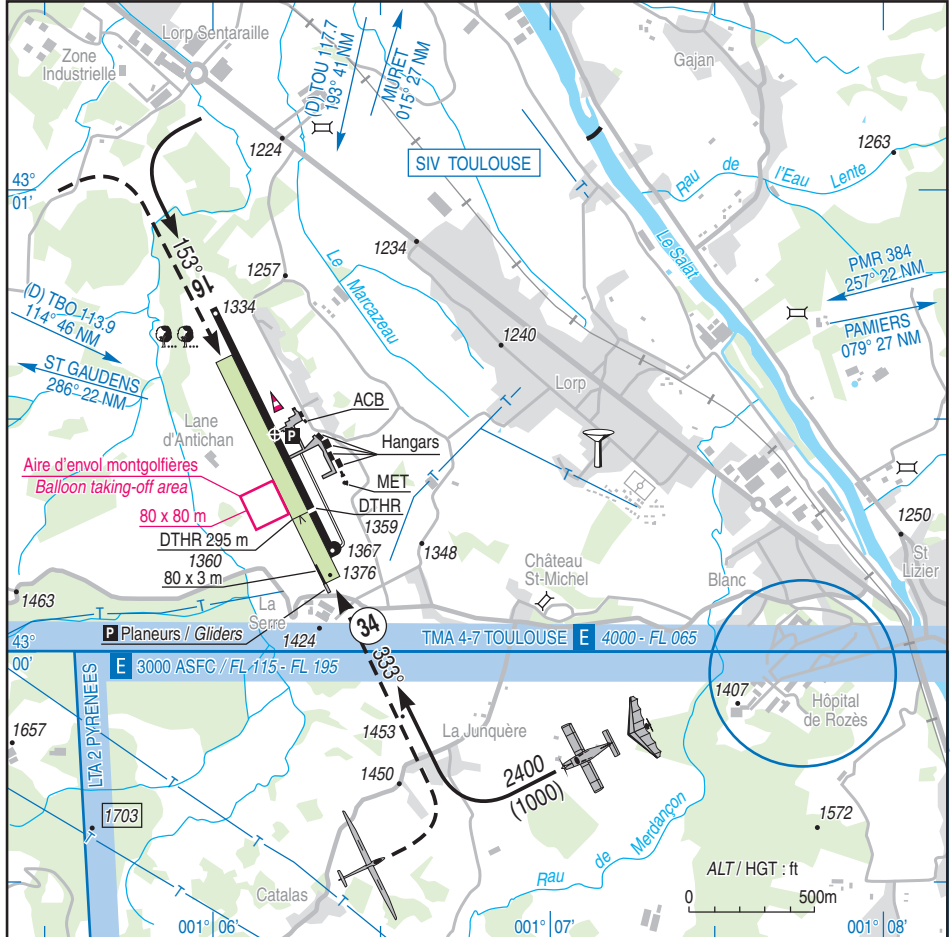 Lorp Sentaraille
Zone
Industrielle
(D) TOU 117.7
193° 41 NM
MURET
015° 27 NM
Gajan
1224
SIV TOULOUSE
1263
Rau de l'Eau Lente
43°
01'
T
153°
16
1234
Le Salat
1257
Le Marcazeau
PMR 384
257° 22 NM
(D) TBO 113.9
114° 46 NM
1334
PAMIERS
079° 27 NM
1240
ST GAUDENS
286° 22 NM
Lorp
ACB
T
Lane
d'Antichan
P
Hangars
T
Aire d'envol montgolfières
Balloon taking-off area
MET
T
80 x 80 m
DTHR
1359
1250
DTHR 295 m
1360
1367
1348
St
Lizier
80 x 3 m
1376
Château
St-Michel
Blanc
1463
T
T
La
Serre
34
P Planeurs / Gliders
1424
TMA 4-7 TOULOUSE E 4000 - FL 065
43°
00'
E 3000 ASFC / FL 115 - FL 195
333°
LTA 2 PYRENEES
1407
Hôpital
de Rozès
1453
La Junquère
1657
T
1450
2400
(1000)
1703
1572
T
T
Rau de Merdançon
ALT / HGT : ft
Catalas
T
0 500m
001° 06'
001° 07'
001° 08'